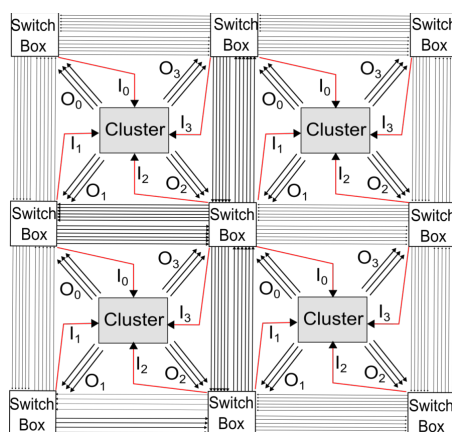 Switch Box
Switch Box
Switch Box
O0
I0
O3
I1
Cluster
I3
O1
I2
O2
O0
I0
O3
I1
Cluster
I3
O1
I2
O2
Switch Box
Switch Box
Switch Box
O0
I0
O3
I1
Cluster
I3
O1
I2
O2
O0
I0
O3
I1
Cluster
I3
O1
I2
O2
Switch Box
Switch Box
Switch Box